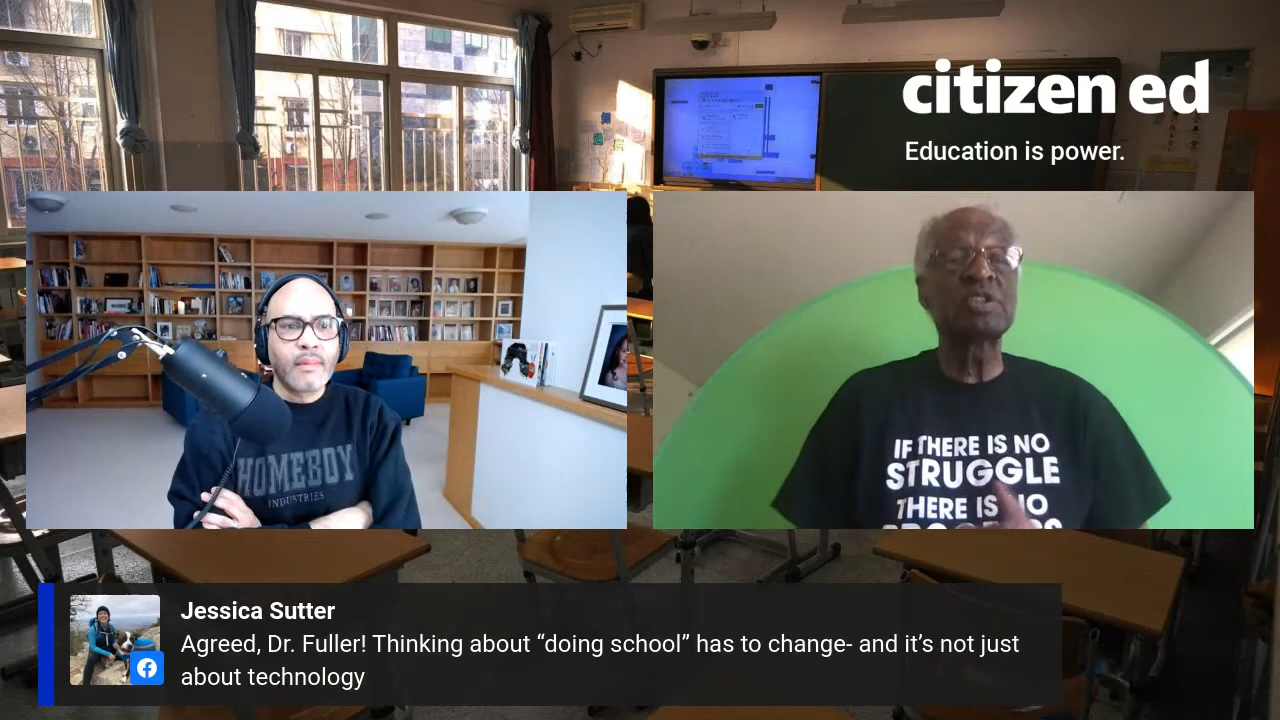 citizen ed
Education is power.
HOMEBOY
INDUSTRIES
IF THERE IS NO
STRUGGLE
THERE IS NO
PROGRESS
Jessica Sutter
Agreed, Dr. Fuller! Thinking about “doing school” has to change- and it’s not just
about technology